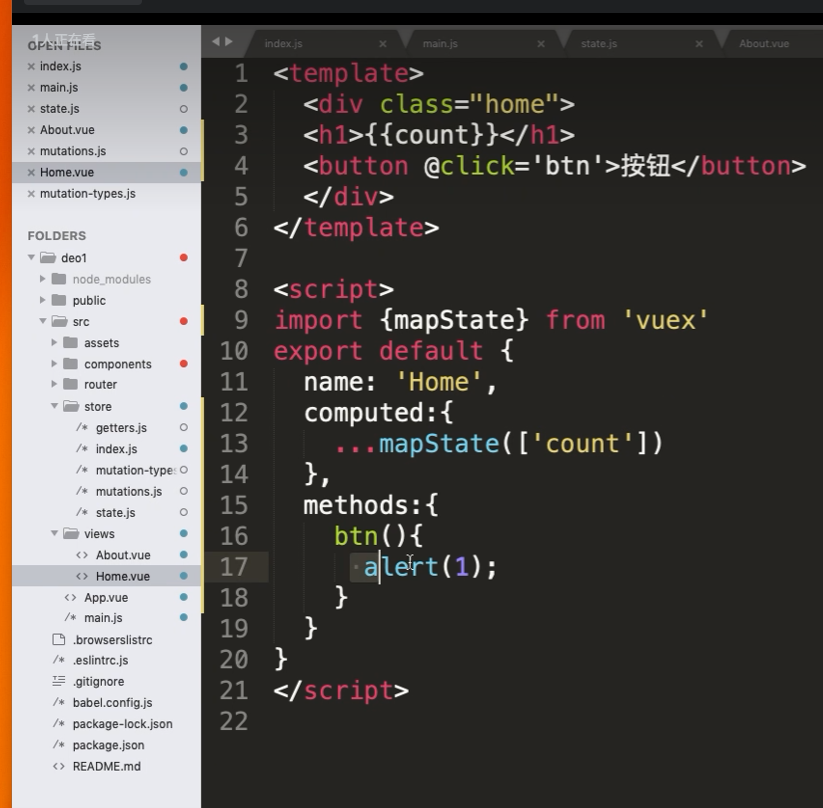 1人正在看
OPEN FILES
index.js
main.js
state.js
About.vue
mutations.js
Home.vue
mutation-types.js
FOLDERS
deo1
node_modules
public
src
assets
components
router
store
getters.js
index.js
mutation-type
mutations.js
state.js
views
About.vue
Home.vue
App.vue
main.js
.browserslistrc
.eslintrc.js
.gitignore
babel.config.js
package-lock.json
package.json
README.md
index.js main.js state.js About.vue
1 <template>
2 <div class="home">
3 <h1>{{count}}</h1>
4 <button @click='btn'>按钮</button>
5 </div>
6 </template>
7
8 <script>
9 import {mapState} from 'vuex'
10 export default {
11 name: 'Home',
12 computed:{
13 ...mapState(['count'])
14 },
15 methods:{
16 btn(){
17 alert(1);
18 }
19 }
20 }
21 </script>
22